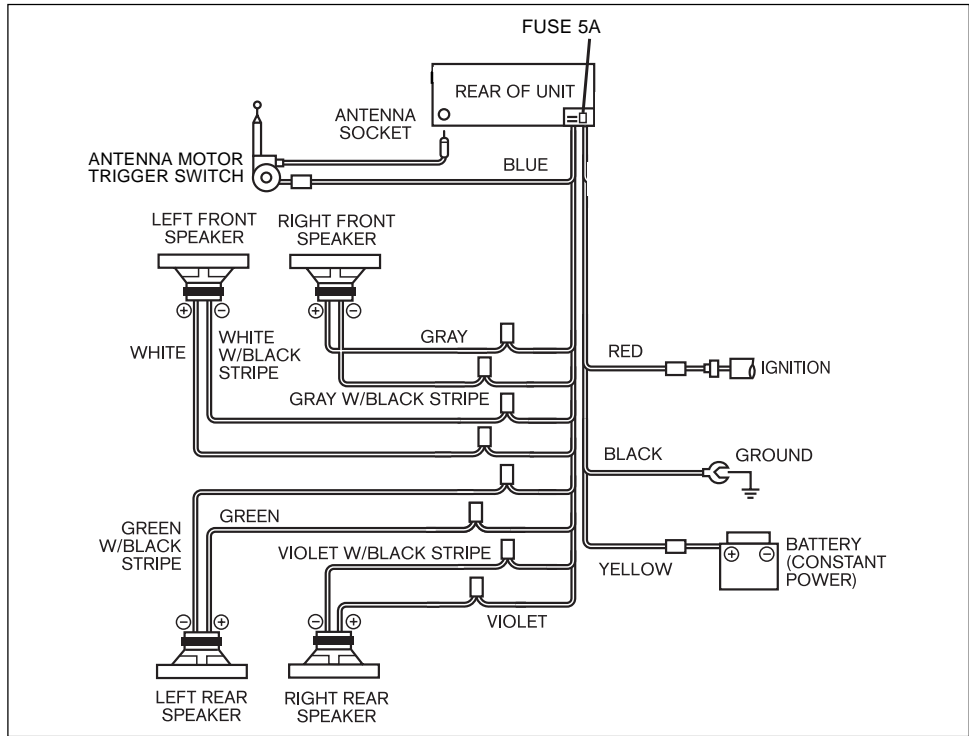 FUSE 5A
REAR OF UNIT
ANTENNA
SOCKET
ANTENNA MOTOR
TRIGGER SWITCH
BLUE
LEFT FRONT
SPEAKER
RIGHT FRONT
SPEAKER
+ −
+ −
WHITE
WHITE
W/BLACK
STRIPE
GRAY
GRAY W/BLACK STRIPE
RED
IGNITION
BLACK
GROUND
GREEN
W/BLACK
STRIPE
GREEN
VIOLET W/BLACK STRIPE
VIOLET
YELLOW
+ −
BATTERY
(CONSTANT
POWER)
− +
− +
LEFT REAR
SPEAKER
RIGHT REAR
SPEAKER